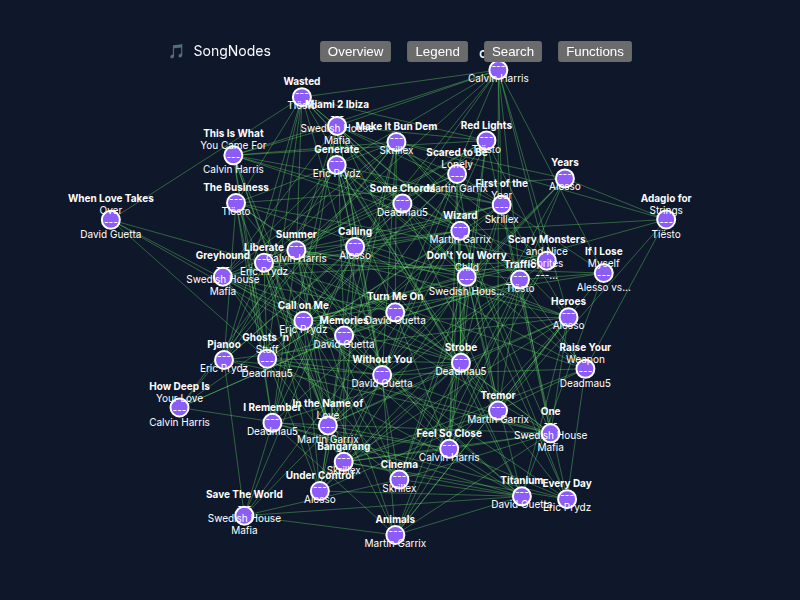 SongNodes
Overview
Legend
Search
Functions
Calvin Harris
Wasted
Tiësto
Miami 2 Ibiza
Swedish House
Mafia
Make It Bun Dem
Skrillex
Red Lights
Tiësto
This Is What
You Came For
Calvin Harris
Generate
Eric Prydz
Scared to Be
Lonely
Martin Garrix
Years
Alesso
When Love Takes
Over
David Guetta
The Business
Tiësto
Some Chords
Deadmau5
First of the
Year
Skrillex
Adagio for
Strings
Tiësto
Wizard
Martin Garrix
Summer
Calvin Harris
Calling
Alesso
Greyhound
Swedish House
Mafia
Liberate
Eric Prydz
Don't You Worry
Child
Swedish Hous...
Traffic
Tiësto
Scary Monsters
and Nice
Sprites
If I Lose
Myself
Alesso vs...
Call on Me
Eric Prydz
Turn Me On
David Guetta
Memories
David Guetta
Heroes
Alesso
Pjanoo
Eric Prydz
Ghosts 'n'
Stuff
Deadmau5
Without You
David Guetta
Strobe
Deadmau5
Raise Your
Weapon
Deadmau5
How Deep Is
Your Love
Calvin Harris
I Remember
Deadmau5
In the Name of
Love
Martin Garrix
Tremor
Martin Garrix
One
Swedish House
Mafia
Feel So Close
Calvin Harris
Bangarang
Skrillex
Cinema
Skrillex
Under Control
Alesso
Titanium
David Guetta
Every Day
Eric Prydz
Save The World
Swedish House
Mafia
Animals
Martin Garrix